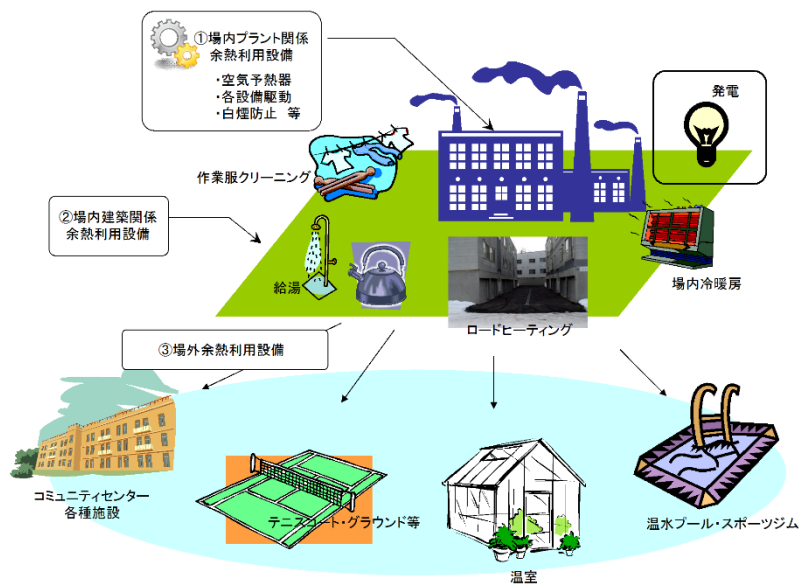 ①場内プラント関係
余熱利用設備
・空気予熱器
・各設備駆動
・白煙防止 等
発電
作業服クリーニング
②場内建築関係
余熱利用設備
給湯
場内冷暖房
ロードヒーティング
③場外余熱利用設備
コミュニティセンター
各種施設
テニスコート・グラウンド等
温水プール・スポーツジム
温室